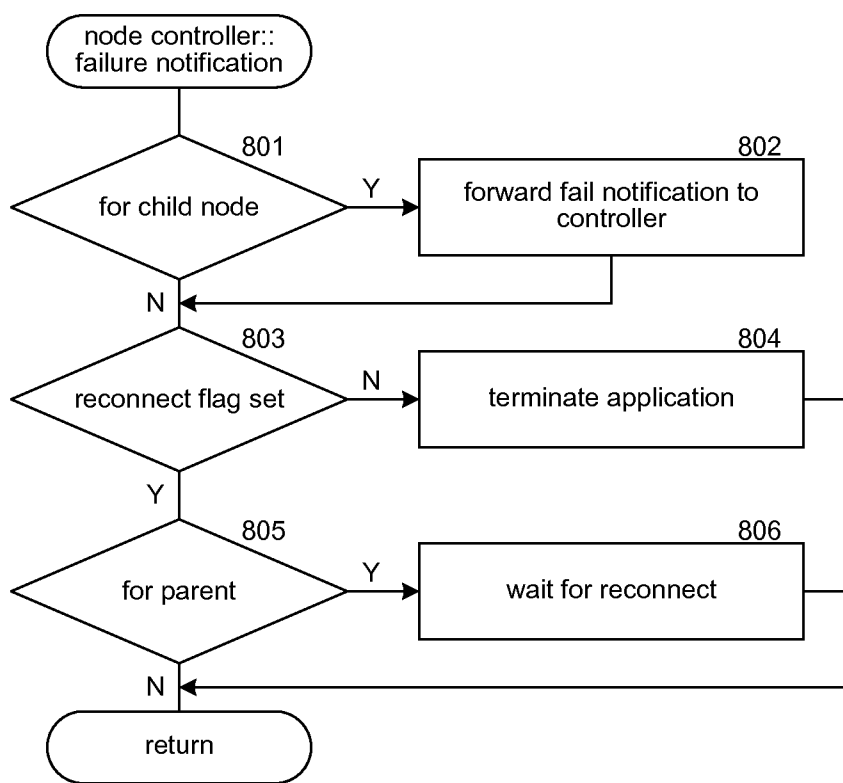 node controller::
failure notification
801
for child node
Y
802
forward fail notification to
controller
N
803
reconnect flag set
N
804
terminate application
Y
805
for parent
Y
806
wait for reconnect
N
return